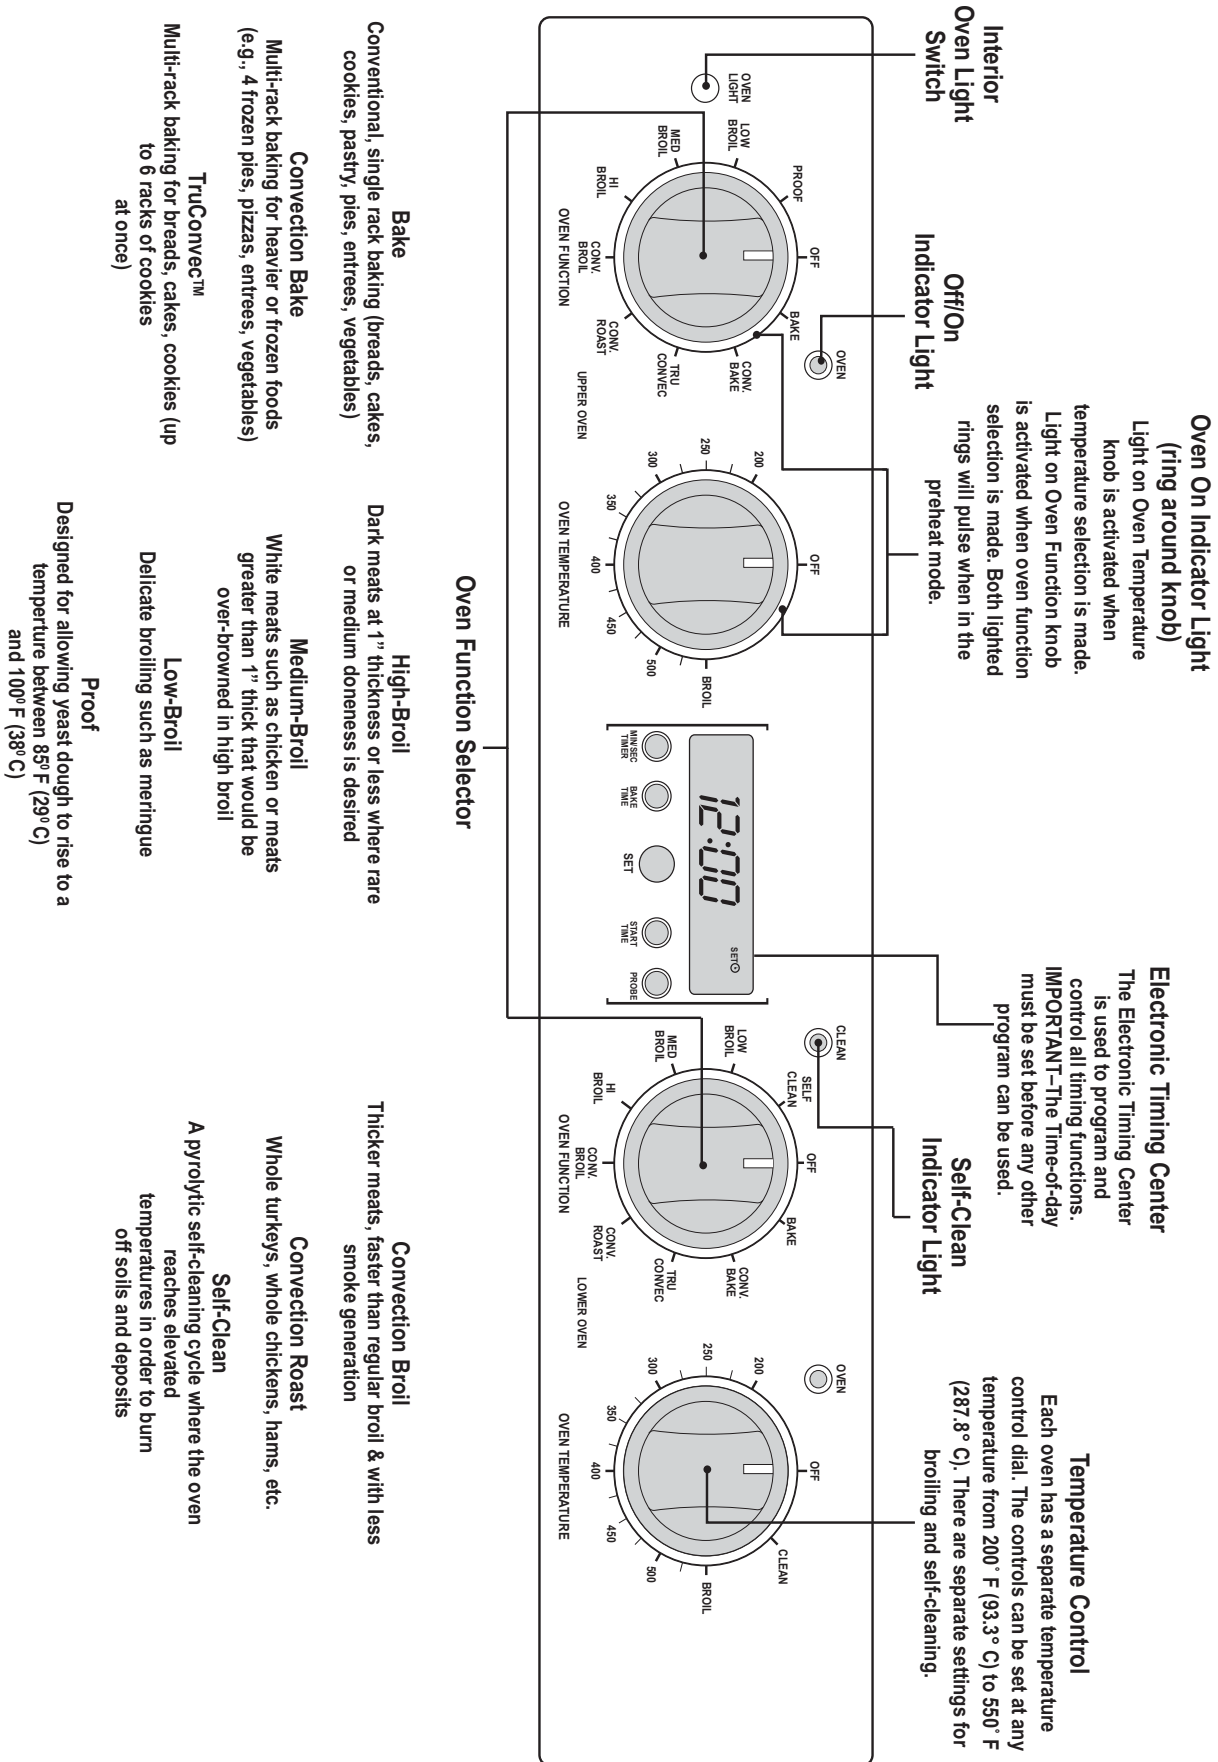 Interior
Oven Light
Switch
Off/On
Indicator Light
Oven On Indicator Light
(ring around knob)
Light on Oven Temperature
knob is activated when
temperature selection is made.
Light on Oven Function knob
is activated when oven function
selection is made. Both lighted
rings will pulse when in the
preheat mode.
Electronic Timing Center
The Electronic Timing Center
is used to program and
control all timing functions.
IMPORTANT–The Time-of-day
must be set before any other
program can be used.
Self-Clean
Indicator Light
Temperature Control
Each oven has a separate temperature
control dial. The controls can be set at any
temperature from 200° F (93.3° C) to 550° F
(287.8° C). There are separate settings for
broiling and self-cleaning.
OVEN
LIGHT
OFF
BAKE
CONV.
BAKE
TRU
CONVEC
CONV.
ROAST
CONV.
BROIL
HI
BROIL
MED
BROIL
LOW
BROIL
PROOF
OVEN FUNCTION
OVEN
UPPER OVEN
OFF
200
250
300
350
400
450
500
BROIL
OVEN TEMPERATURE
12:00
SET
MIN/SEC
TIMER
BAKE
TIME
SET
START
TIME
PROBE
CLEAN
OFF
BAKE
CONV.
BAKE
TRU
CONVEC
CONV.
ROAST
CONV.
BROIL
HI
BROIL
MED
BROIL
LOW
BROIL
SELF
CLEAN
OVEN FUNCTION
LOWER OVEN
OVEN
OFF
200
250
300
350
400
450
500
BROIL
CLEAN
OVEN TEMPERATURE
Oven Function Selector
Bake
Conventional, single rack baking (breads, cakes,
cookies, pastry, pies, entrees, vegetables)
Convection Bake
Multi-rack baking for heavier or frozen foods
(e.g., 4 frozen pies, pizzas, entrees, vegetables)
TruConvec™
Multi-rack baking for breads, cakes, cookies (up
to 6 racks of cookies
at once)
High-Broil
Dark meats at 1” thickness or less where rare
or medium doneness is desired
Medium-Broil
White meats such as chicken or meats
greater than 1” thick that would be
over-browned in high broil
Low-Broil
Delicate broiling such as meringue
Proof
Designed for allowing yeast dough to rise to a
temperture between 85⁰ F (29⁰ C)
and 100⁰ F (38⁰ C)
Convection Broil
Thicker meats, faster than regular broil & with less
smoke generation
Convection Roast
Whole turkeys, whole chickens, hams, etc.
Self-Clean
A pyrolytic self-cleaning cycle where the oven
reaches elevated
temperatures in order to burn
off soils and deposits